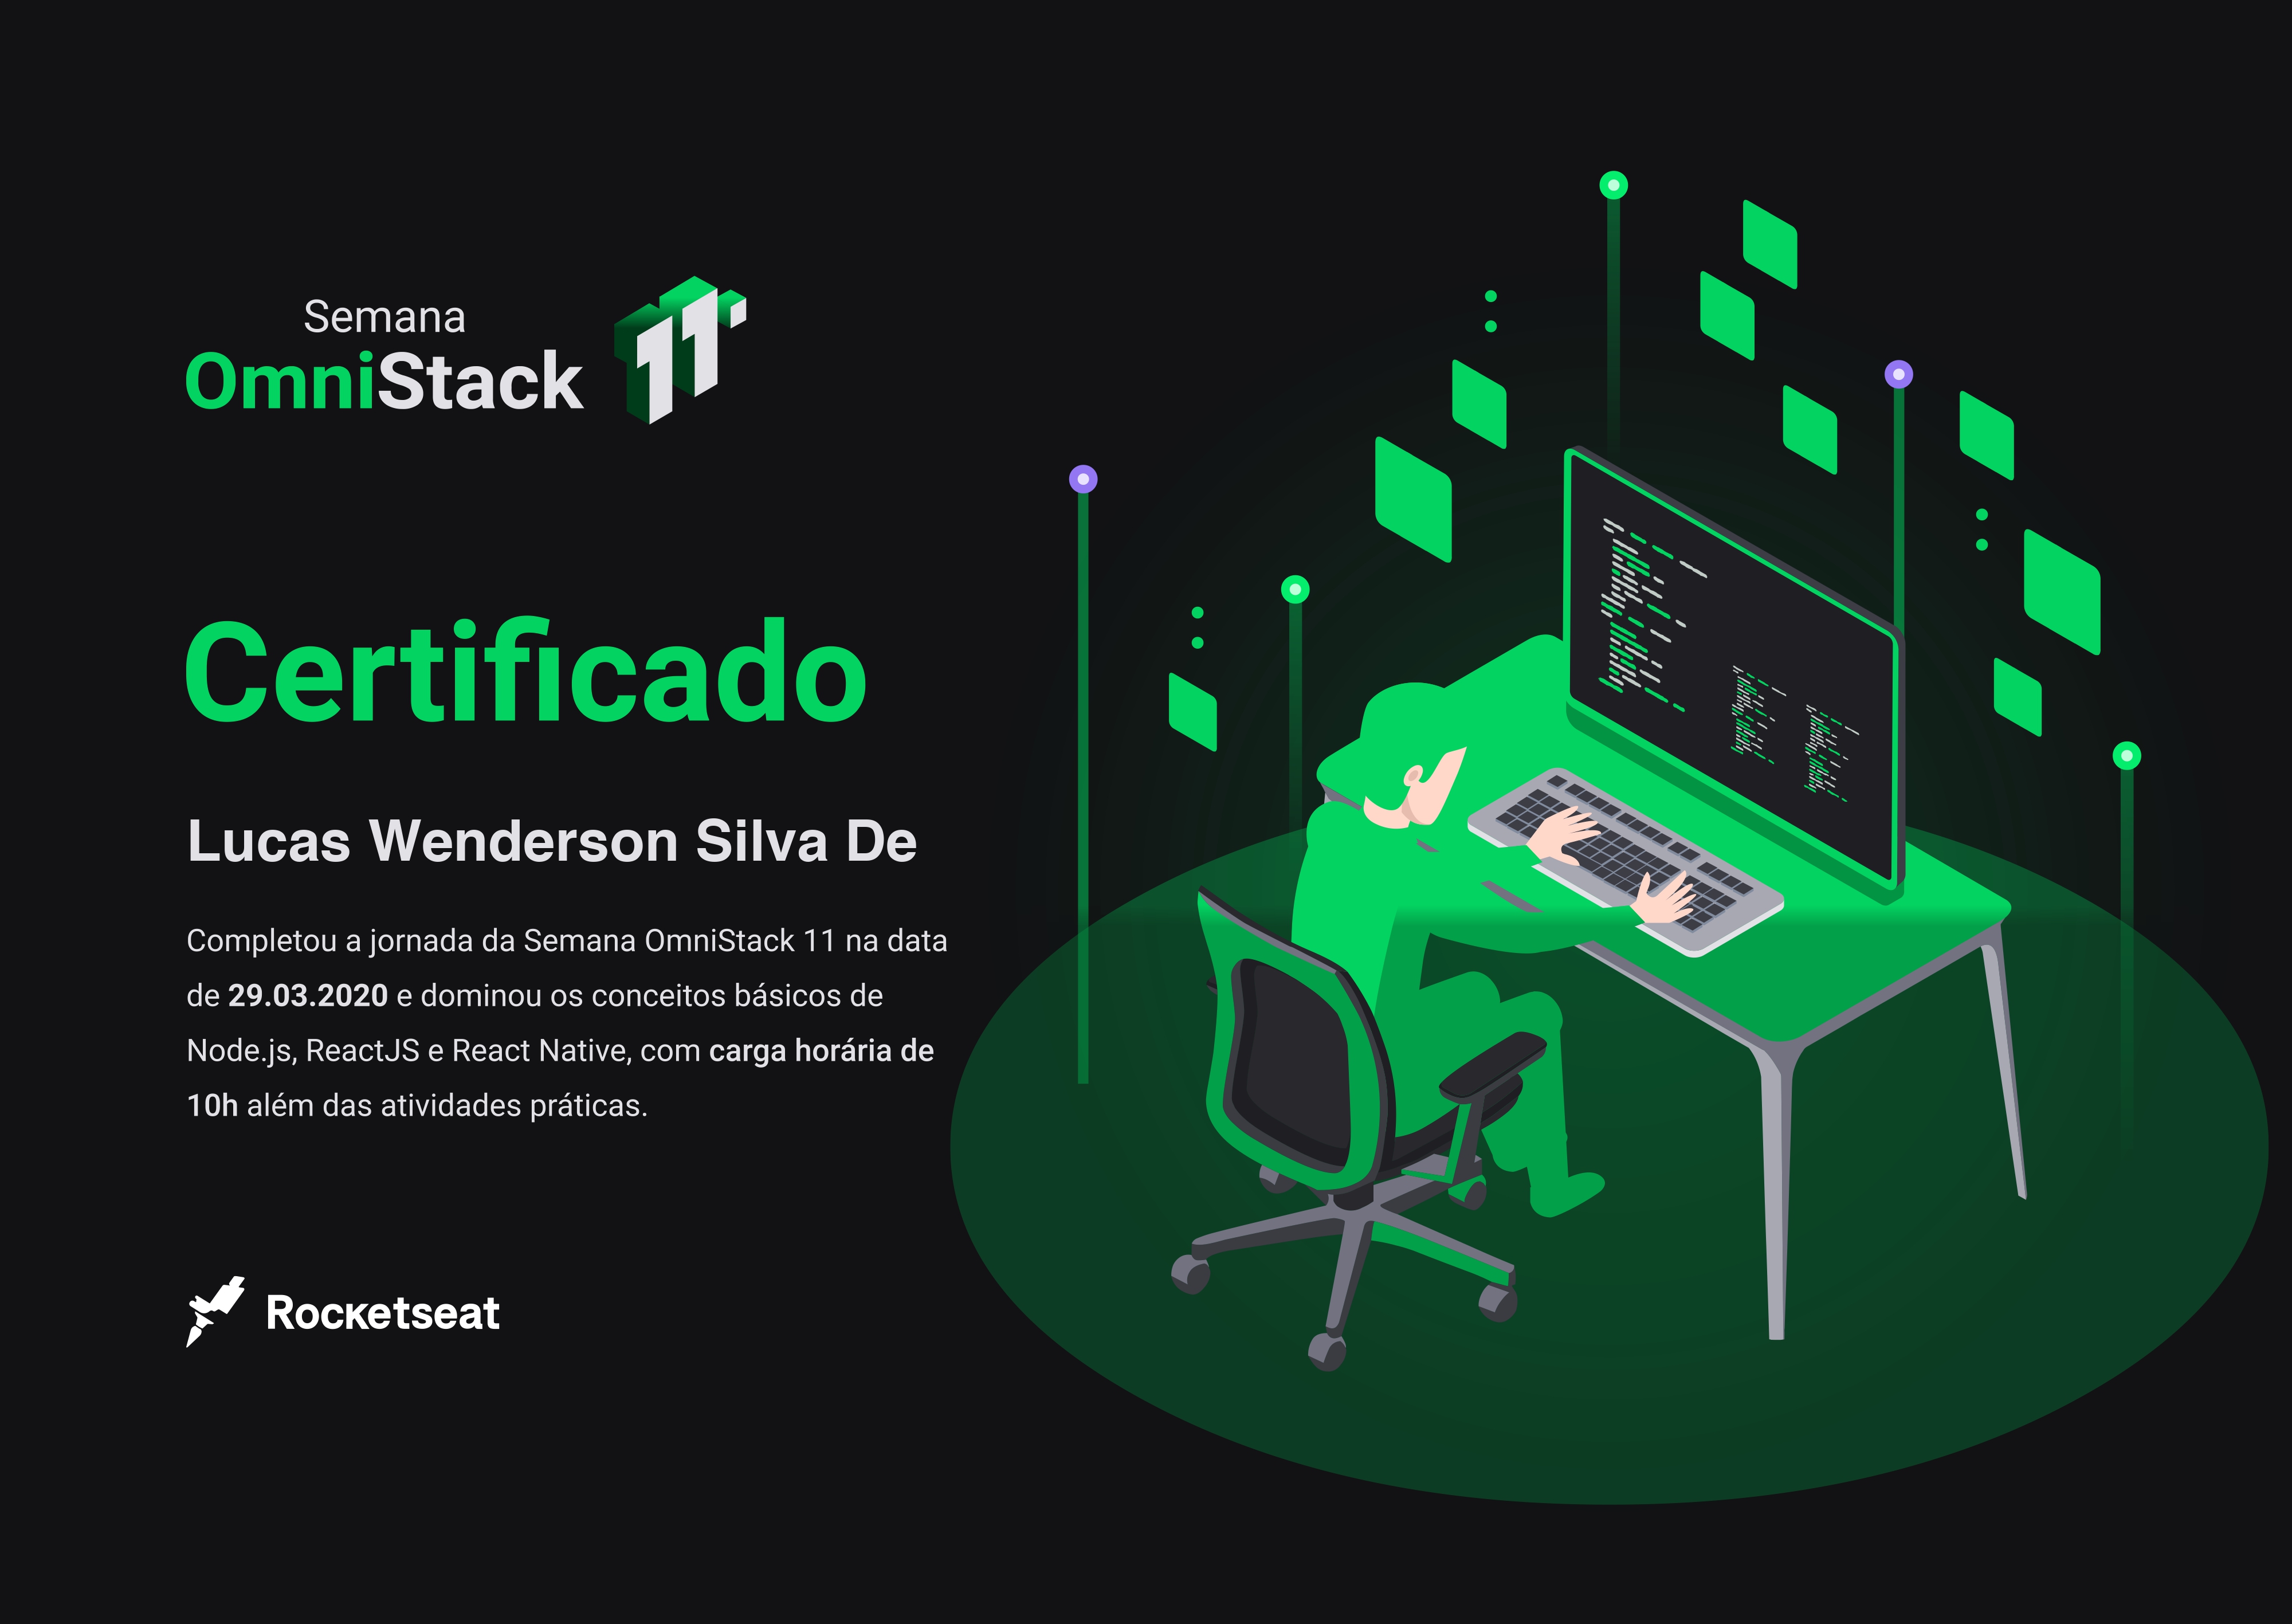 Semana
OmniStack 11.
Certificado
Lucas Wenderson Silva De
Completou a jornada da Semana OmniStack 11 na data
de 29.03.2020 e dominou os conceitos básicos de
Node.js, ReactJS e React Native, com carga horária de
10h além das atividades práticas.
Rocketseat